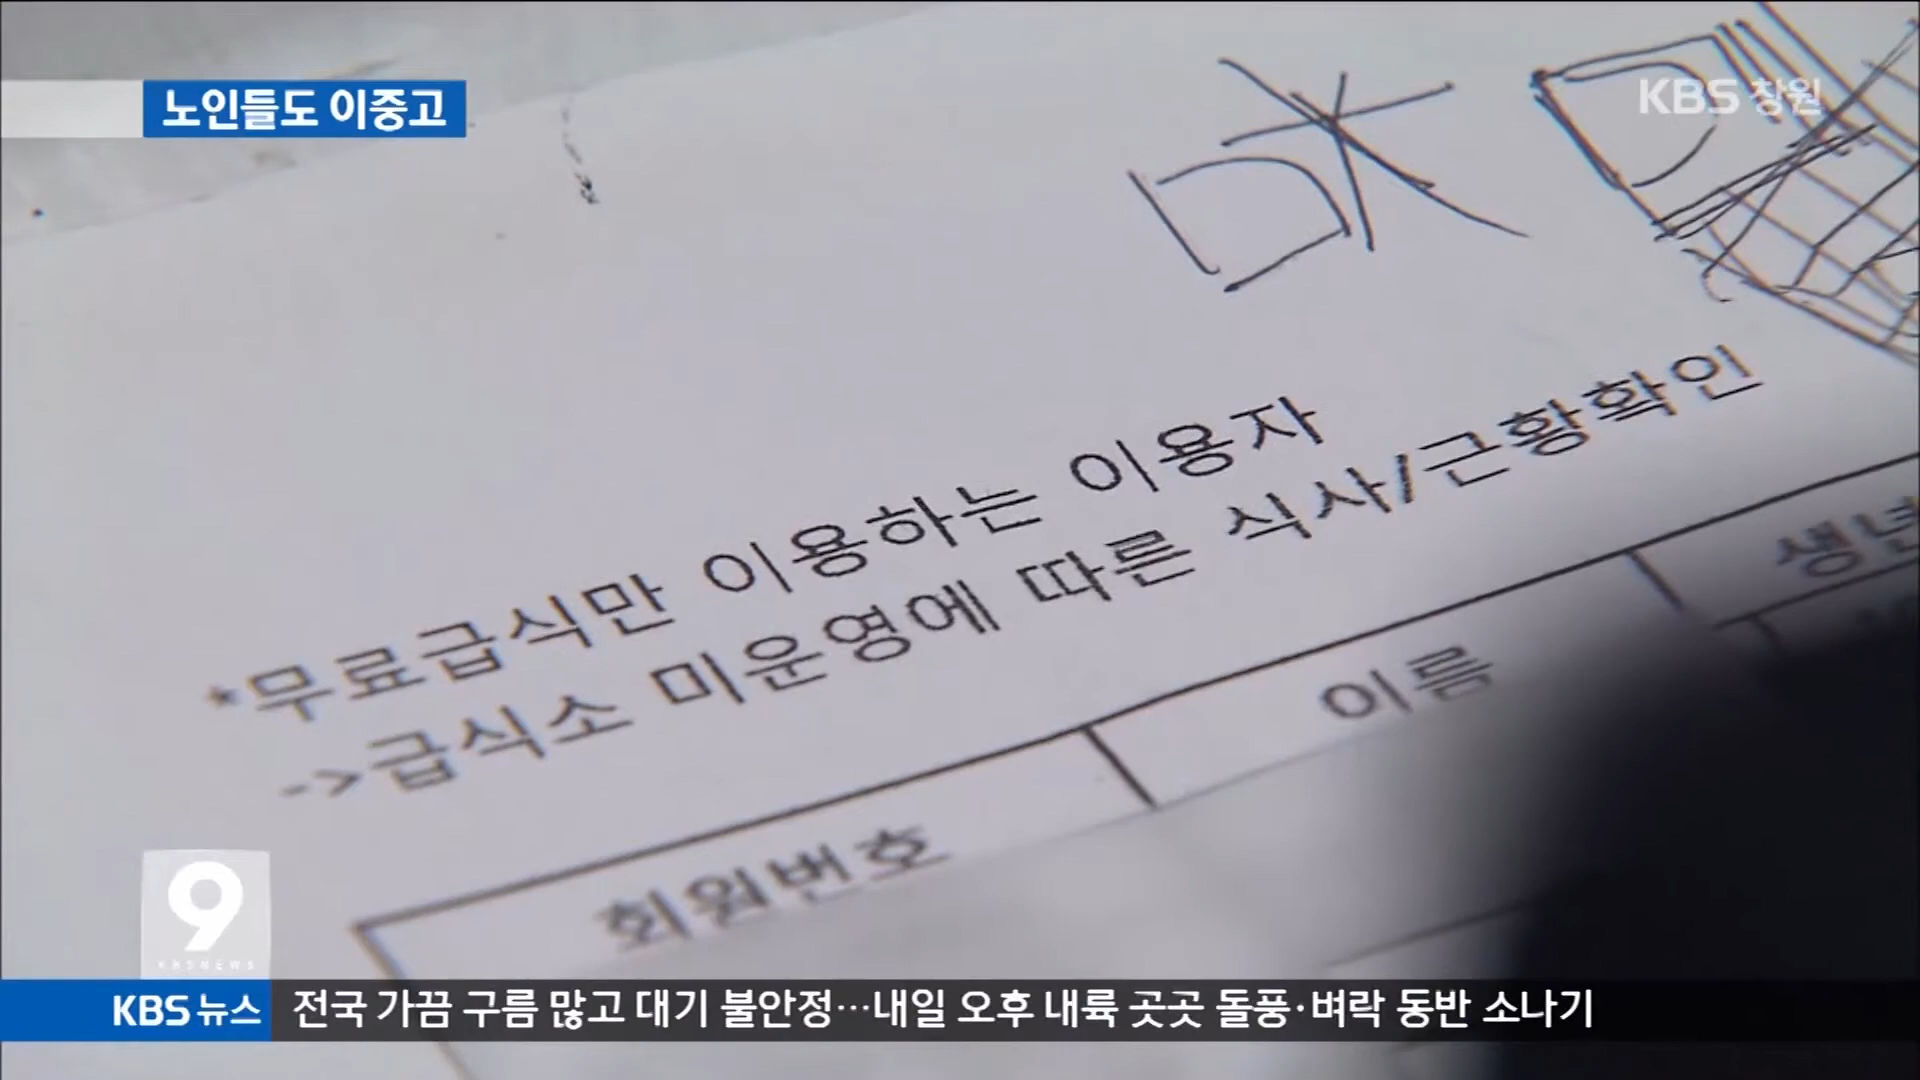 노인들도 이중고
KBS 창원
*무료급식만 이용하는 이용자
->급식소 미운영에 따른 식사/근황확인
회원번호 이름 생년
9
KBS NEWS
KBS 뉴스 전국 가끔 구름 많고 대기 불안정…내일 오후 내륙 곳곳 돌풍·벼락 동반 소나기